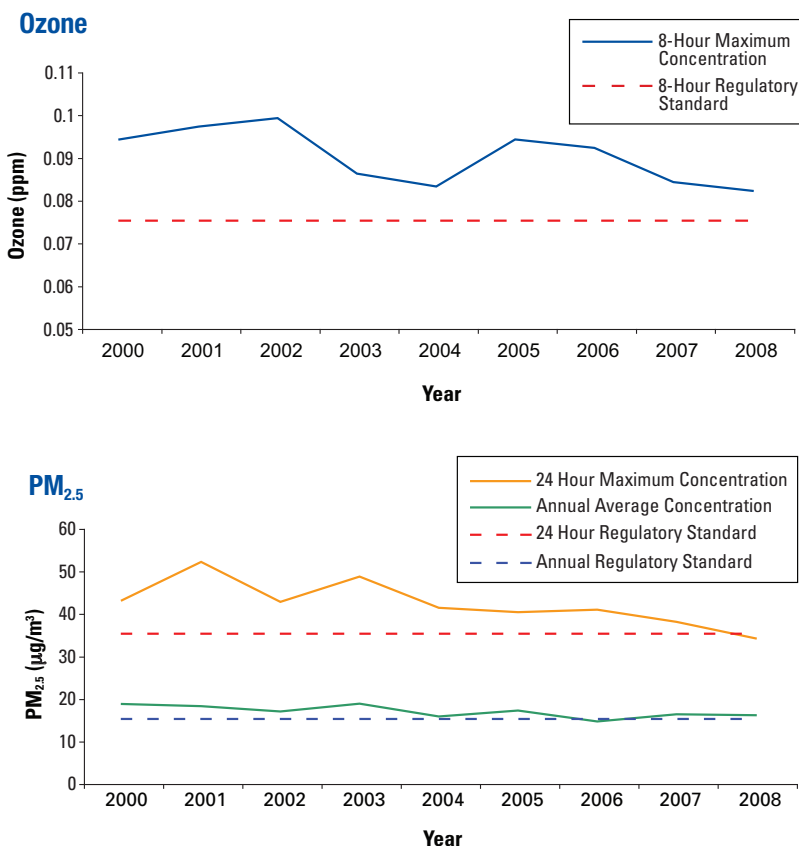 Ozone
8-Hour Maximum
Concentration
8-Hour Regulatory
Standard
Ozone (ppm)
0.11
0.1
0.09
0.08
0.07
0.06
0.05
2000 2001 2002 2003 2004 2005 2006 2007 2008
Year
PM2.5
24 Hour Maximum Concentration
Annual Average Concentration
24 Hour Regulatory Standard
Annual Regulatory Standard
PM2.5 (µg/m³)
60
50
40
30
20
10
0
2000 2001 2002 2003 2004 2005 2006 2007 2008
Year